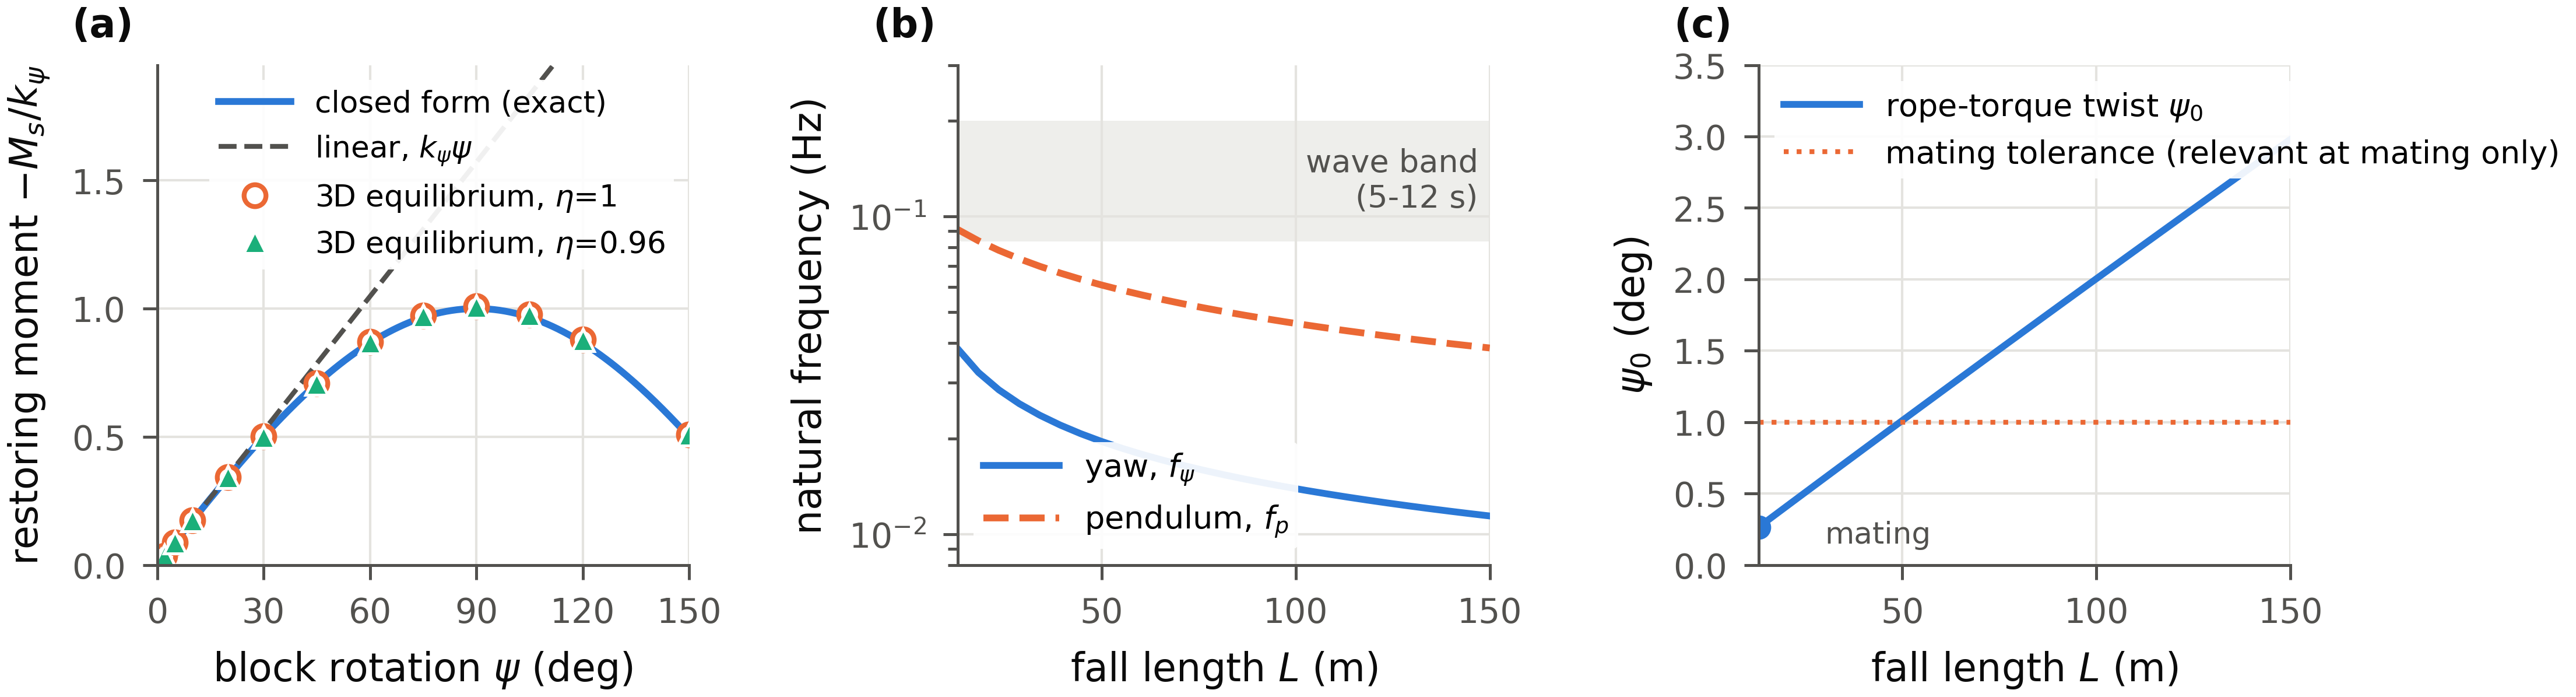 (a)
restoring moment −M_s/k_ψ
closed form (exact)
linear, k_ψψ
3D equilibrium, η=1
3D equilibrium, η=0.96
1.5
1.0
0.5
0.0
0 30 60 90 120 150
block rotation ψ (deg)
(b)
natural frequency (Hz)
10⁻¹
10⁻²
wave band
(5-12 s)
yaw, f_ψ
pendulum, f_p
50 100 150
fall length L (m)
(c)
ψ₀ (deg)
3.5
3.0
2.5
2.0
1.5
1.0
0.5
0.0
rope-torque twist ψ₀
mating tolerance (relevant at mating only)
mating
50 100 150
fall length L (m)